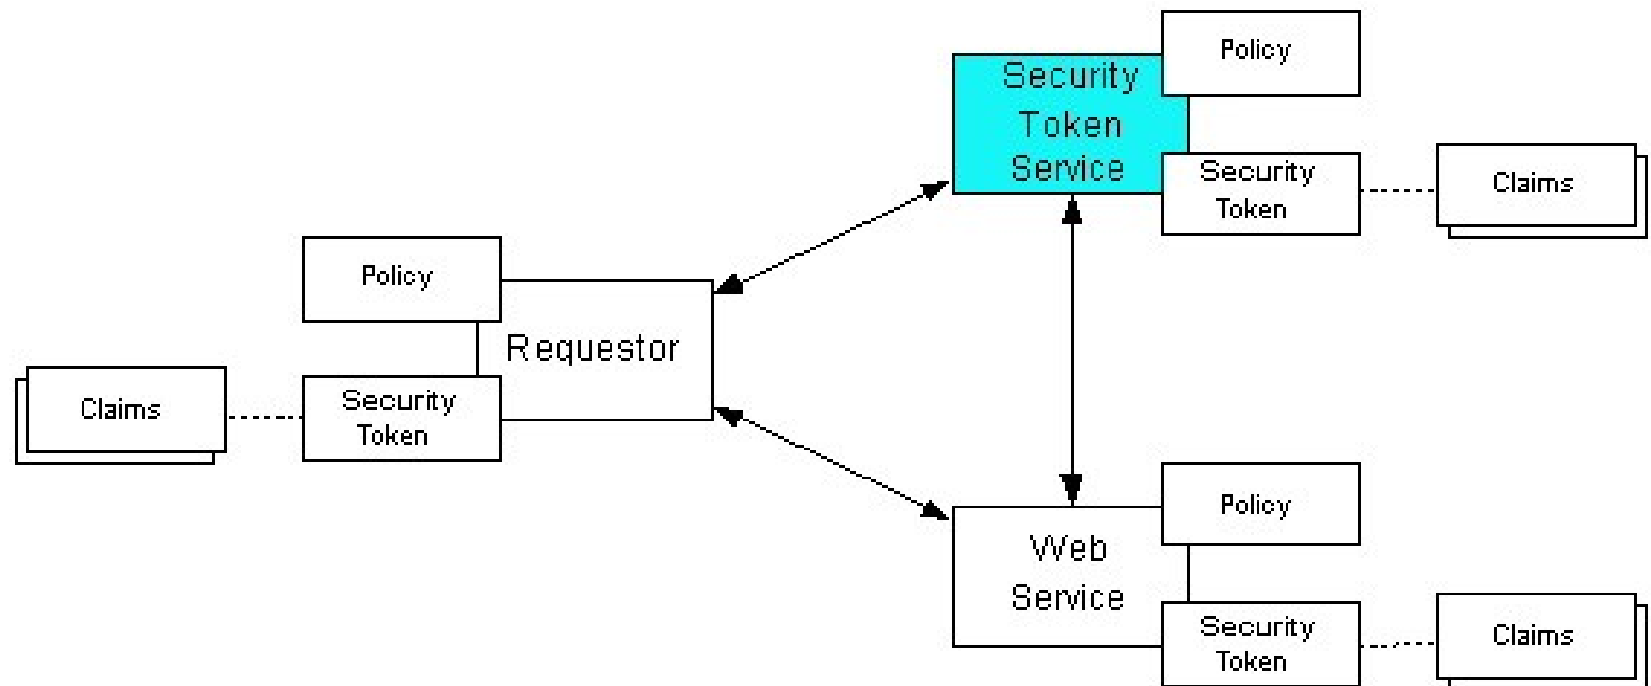 Policy
Security
Token
Service
Security
Token
Claims
Policy
Requestor
Claims
Security
Token
Policy
Web
Service
Security
Token
Claims